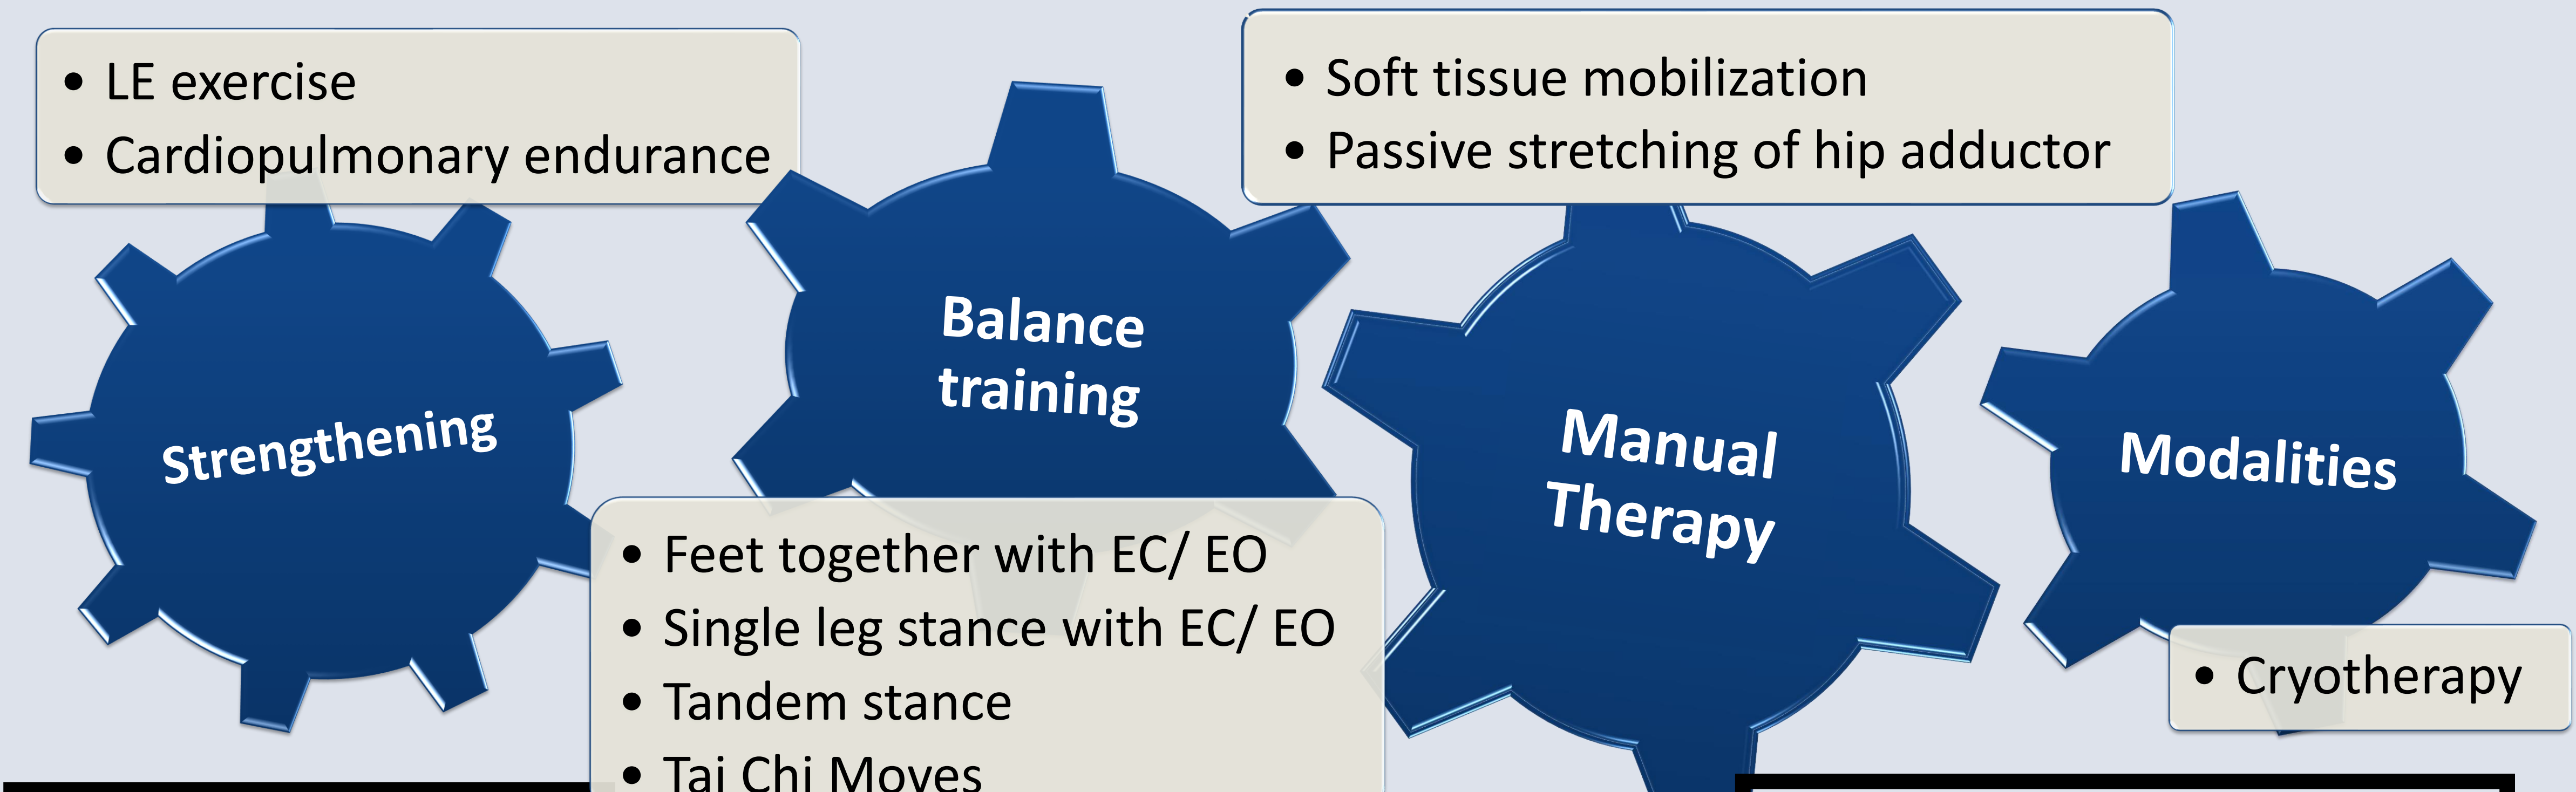 • LE exercise
• Cardiopulmonary endurance
Strengthening
Balance
training
• Feet together with EC/ EO
• Single leg stance with EC/ EO
• Tandem stance
• Tai Chi Moves
• Soft tissue mobilization
• Passive stretching of hip adductor
Manual
Therapy
Modalities
• Cryotherapy